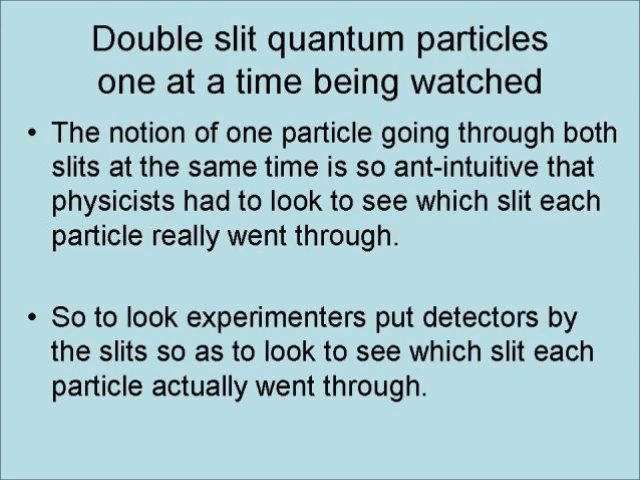 Double slit quantum particles
one at a time being watched
• The notion of one particle going through both
slits at the same time is so ant-intuitive that
physicists had to look to see which slit each
particle really went through.
• So to look experimenters put detectors by
the slits so as to look to see which slit each
particle actually went through.